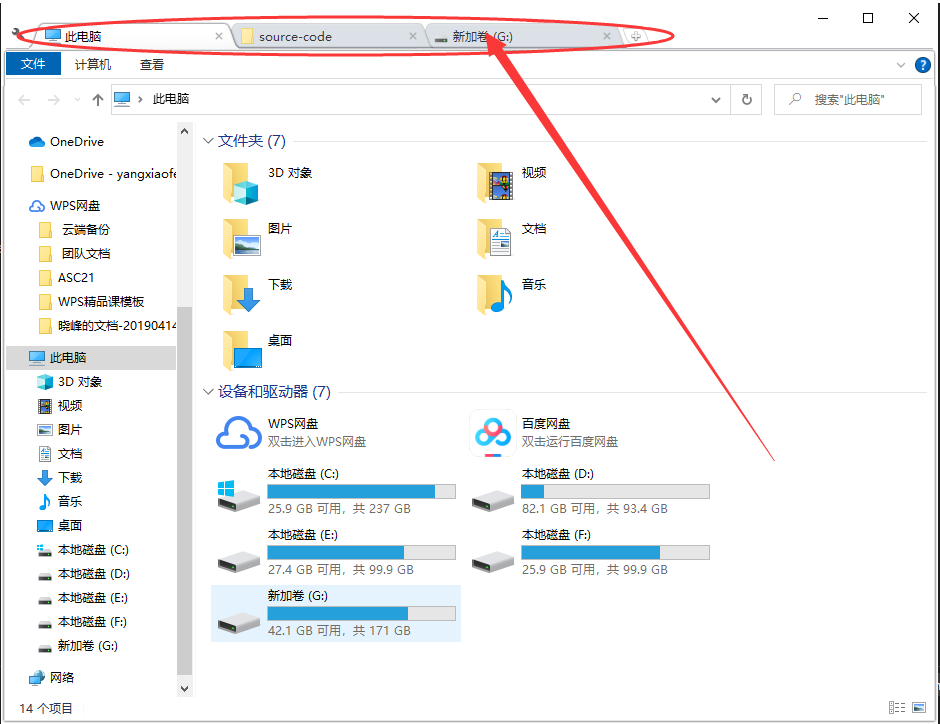 此电脑
source-code
新加卷 (G:)
文件
计算机
查看
此电脑
搜索"此电脑"
OneDrive
OneDrive - yangxiaofe
WPS网盘
云端备份
团队文档
ASC21
WPS精品课模板
晓峰的文档-20190414
此电脑
3D 对象
视频
图片
文档
下载
音乐
桌面
本地磁盘 (C:)
本地磁盘 (D:)
本地磁盘 (E:)
本地磁盘 (F:)
新加卷 (G:)
网络
文件夹 (7)
3D 对象
视频
图片
文档
下载
音乐
桌面
设备和驱动器 (7)
WPS网盘
双击进入WPS网盘
百度网盘
双击运行百度网盘
本地磁盘 (C:)
25.9 GB 可用，共 237 GB
本地磁盘 (D:)
82.1 GB 可用，共 93.4 GB
本地磁盘 (E:)
27.4 GB 可用，共 99.9 GB
本地磁盘 (F:)
25.9 GB 可用，共 99.9 GB
新加卷 (G:)
42.1 GB 可用，共 171 GB
14 个项目